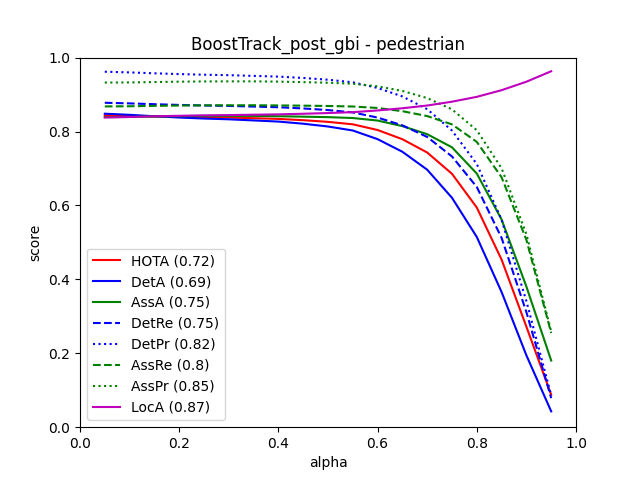 BoostTrack_post_gbi - pedestrian
1.0
0.8
0.6
0.4
0.2
0.0
score
HOTA (0.72)
DetA (0.69)
AssA (0.75)
DetRe (0.75)
DetPr (0.82)
AssRe (0.8)
AssPr (0.85)
LocA (0.87)
0.0 0.2 0.4 0.6 0.8 1.0
alpha